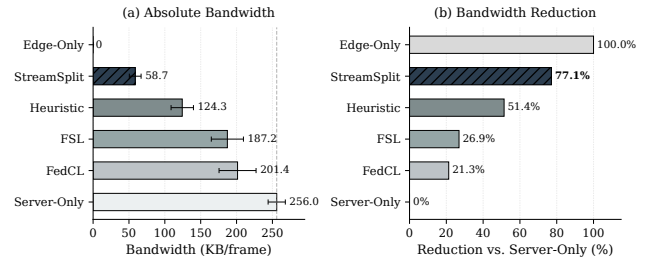 (a) Absolute Bandwidth
Edge-Only
0
StreamSplit
58.7
Heuristic
124.3
FSL
187.2
FedCL
201.4
Server-Only
256.0
0 50 100 150 200 250
Bandwidth (KB/frame)
(b) Bandwidth Reduction
Edge-Only
100.0%
StreamSplit
77.1%
Heuristic
51.4%
FSL
26.9%
FedCL
21.3%
Server-Only
0%
0 20 40 60 80 100
Reduction vs. Server-Only (%)